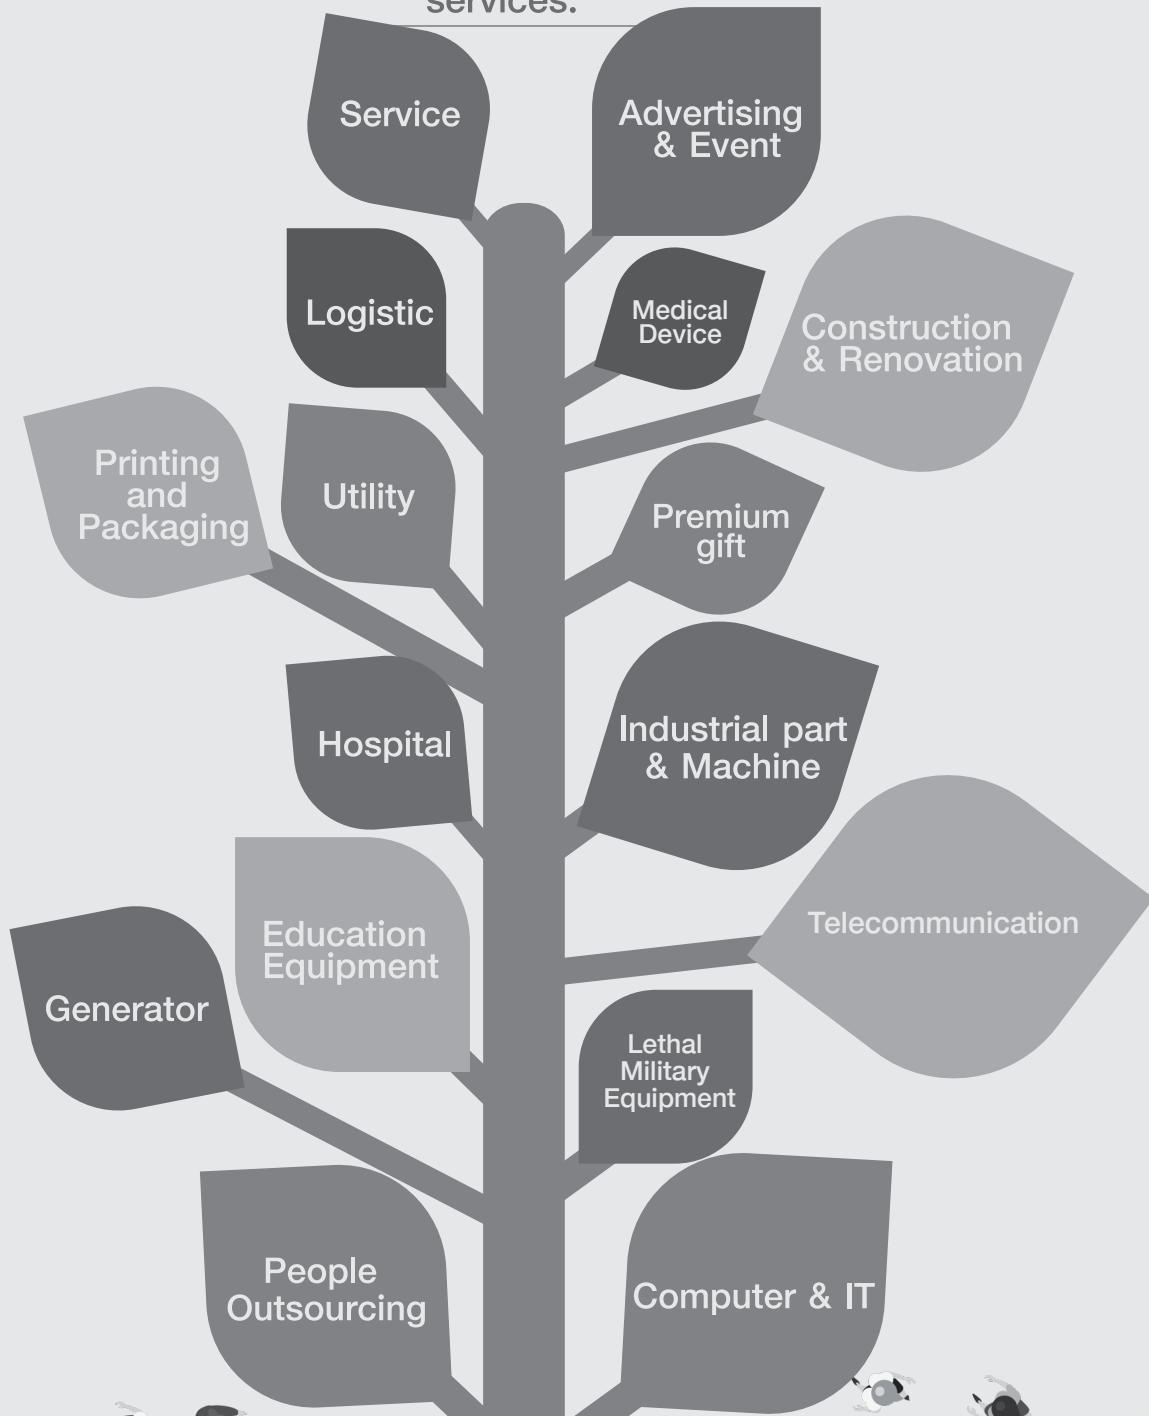 services.
Service
Advertising
& Event
Logistic
Medical
Device
Construction
& Renovation
Printing
and
Packaging
Utility
Premium
gift
Hospital
Industrial part
& Machine
Education
Equipment
Telecommunication
Generator
Lethal
Military
Equipment
People
Outsourcing
Computer & IT